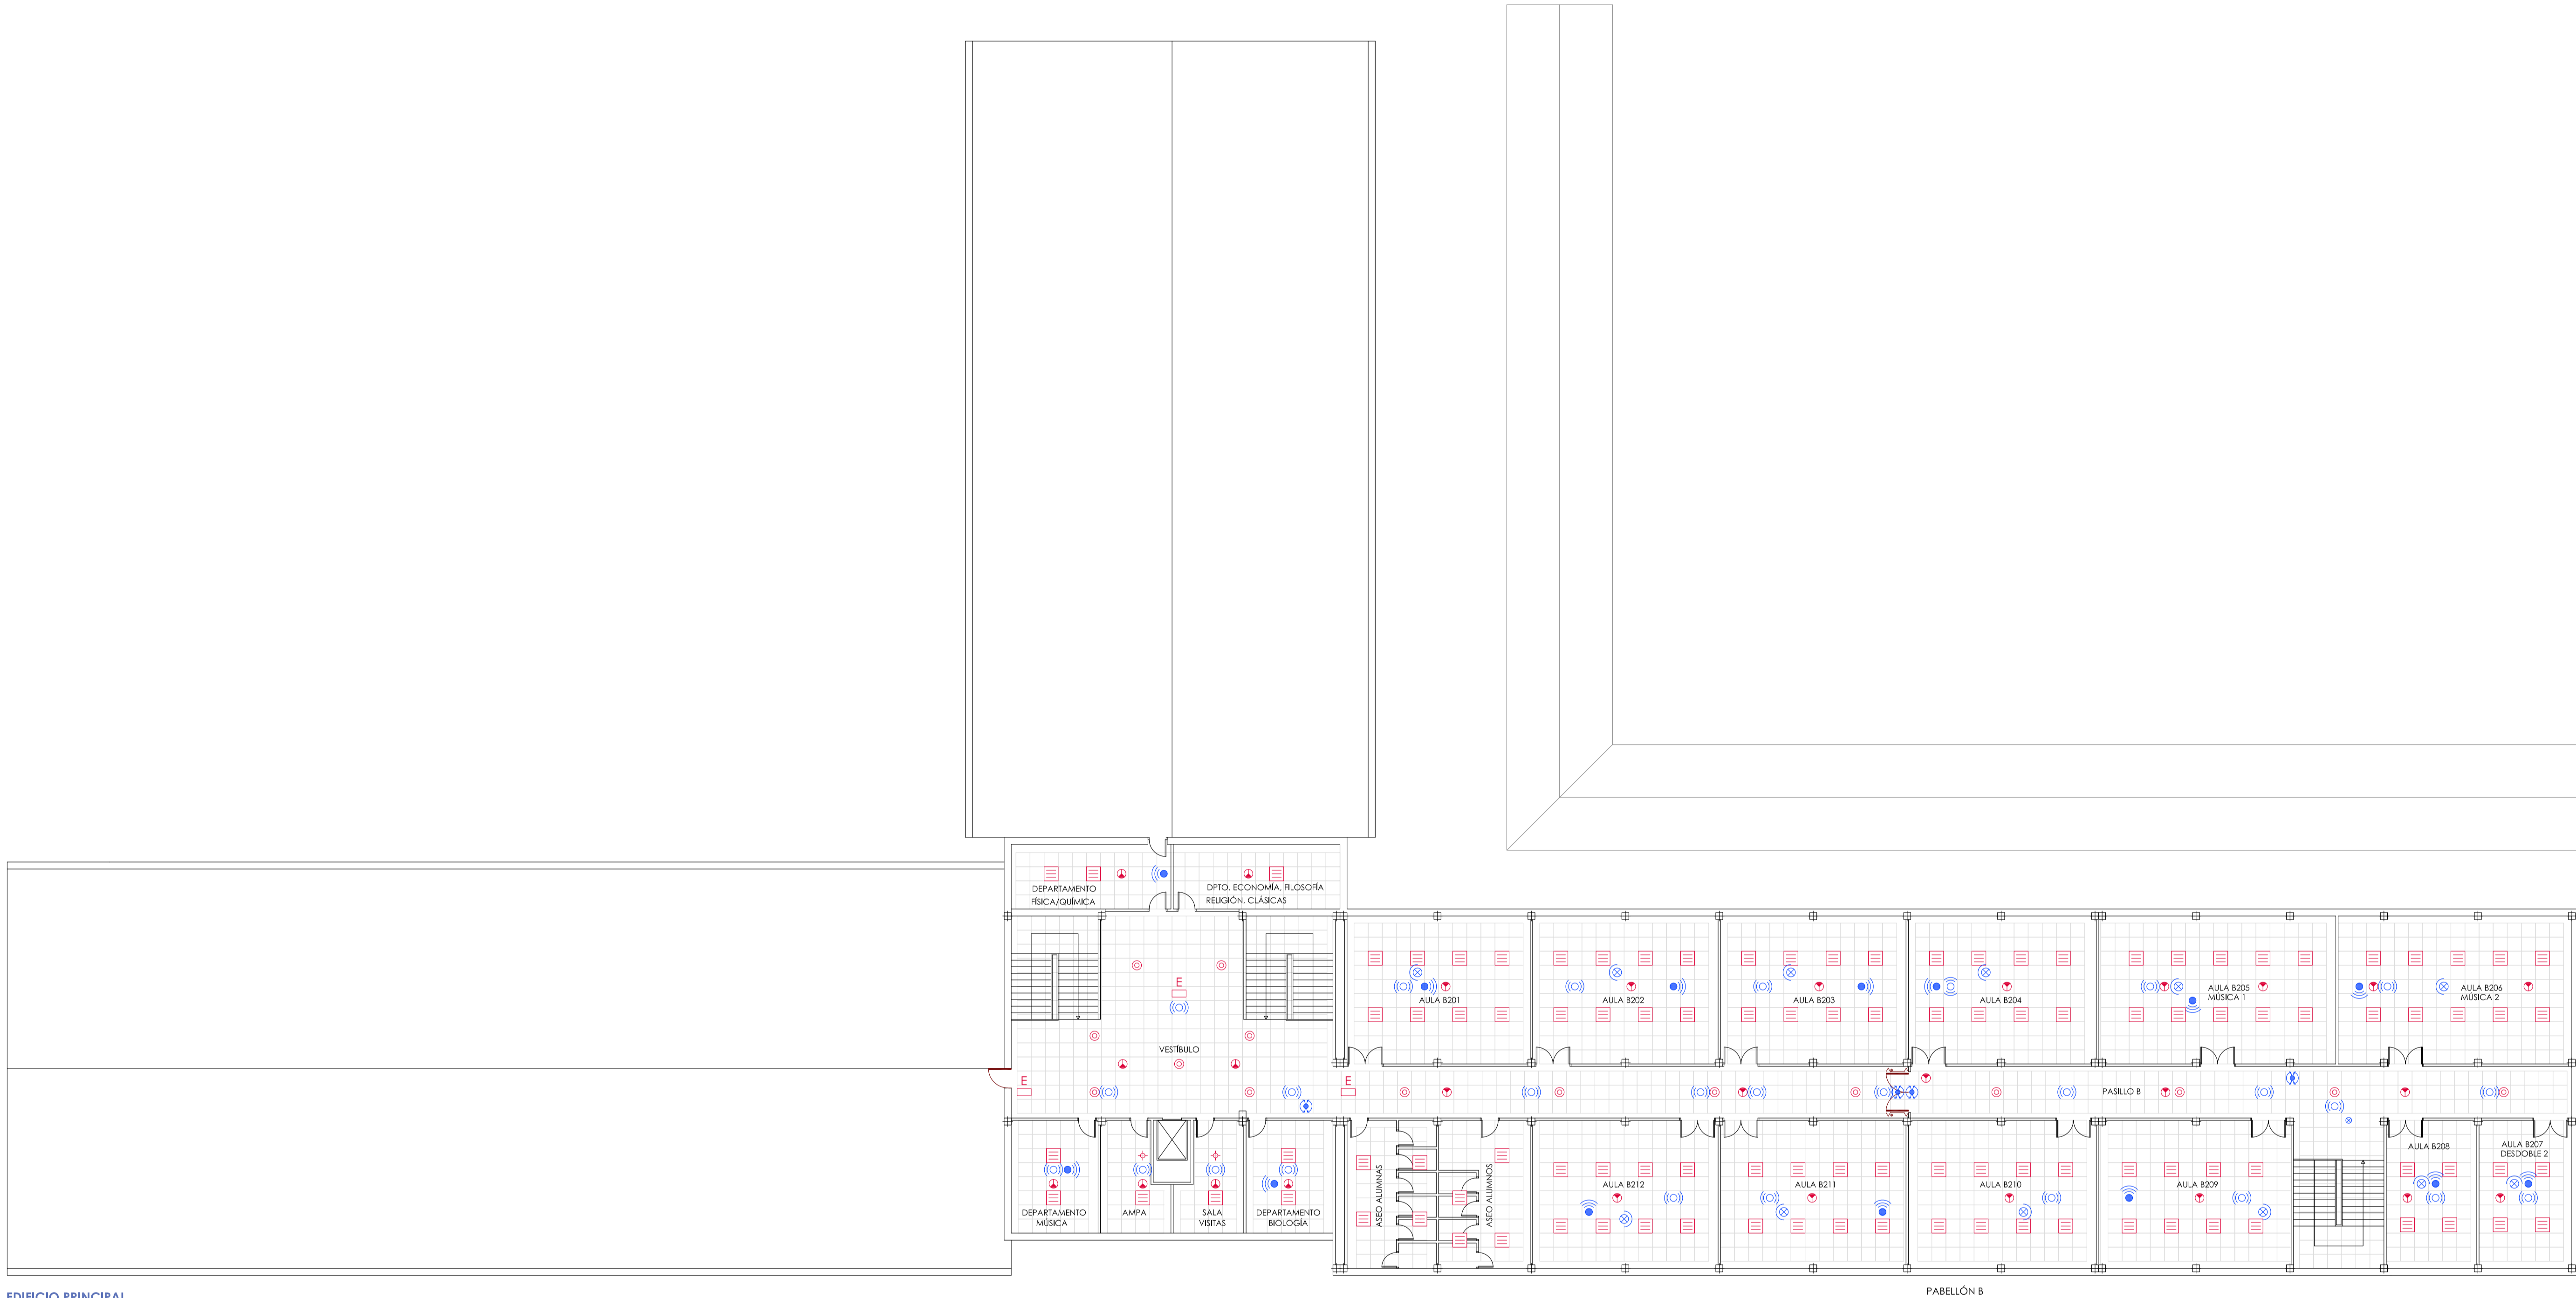 DEPARTAMENTO
FÍSICA/QUÍMICA
DPTO. ECONOMÍA, FILOSOFÍA
RELIGIÓN, CLÁSICAS
E
VESTÍBULO
E
E
AULA B201
AULA B202
AULA B203
AULA B204
AULA B205
MÚSICA 1
AULA B206
MÚSICA 2
PASILLO B
DEPARTAMENTO
MÚSICA
AMPA
SALA
VISITAS
DEPARTAMENTO
BIOLOGÍA
ASEO ALUMNAS
ASEO ALUMNOS
AULA B212
AULA B211
AULA B210
AULA B209
AULA B208
AULA B207
DESDOBLE 2
PABELLÓN B
EDIFICIO PRINCIPAL